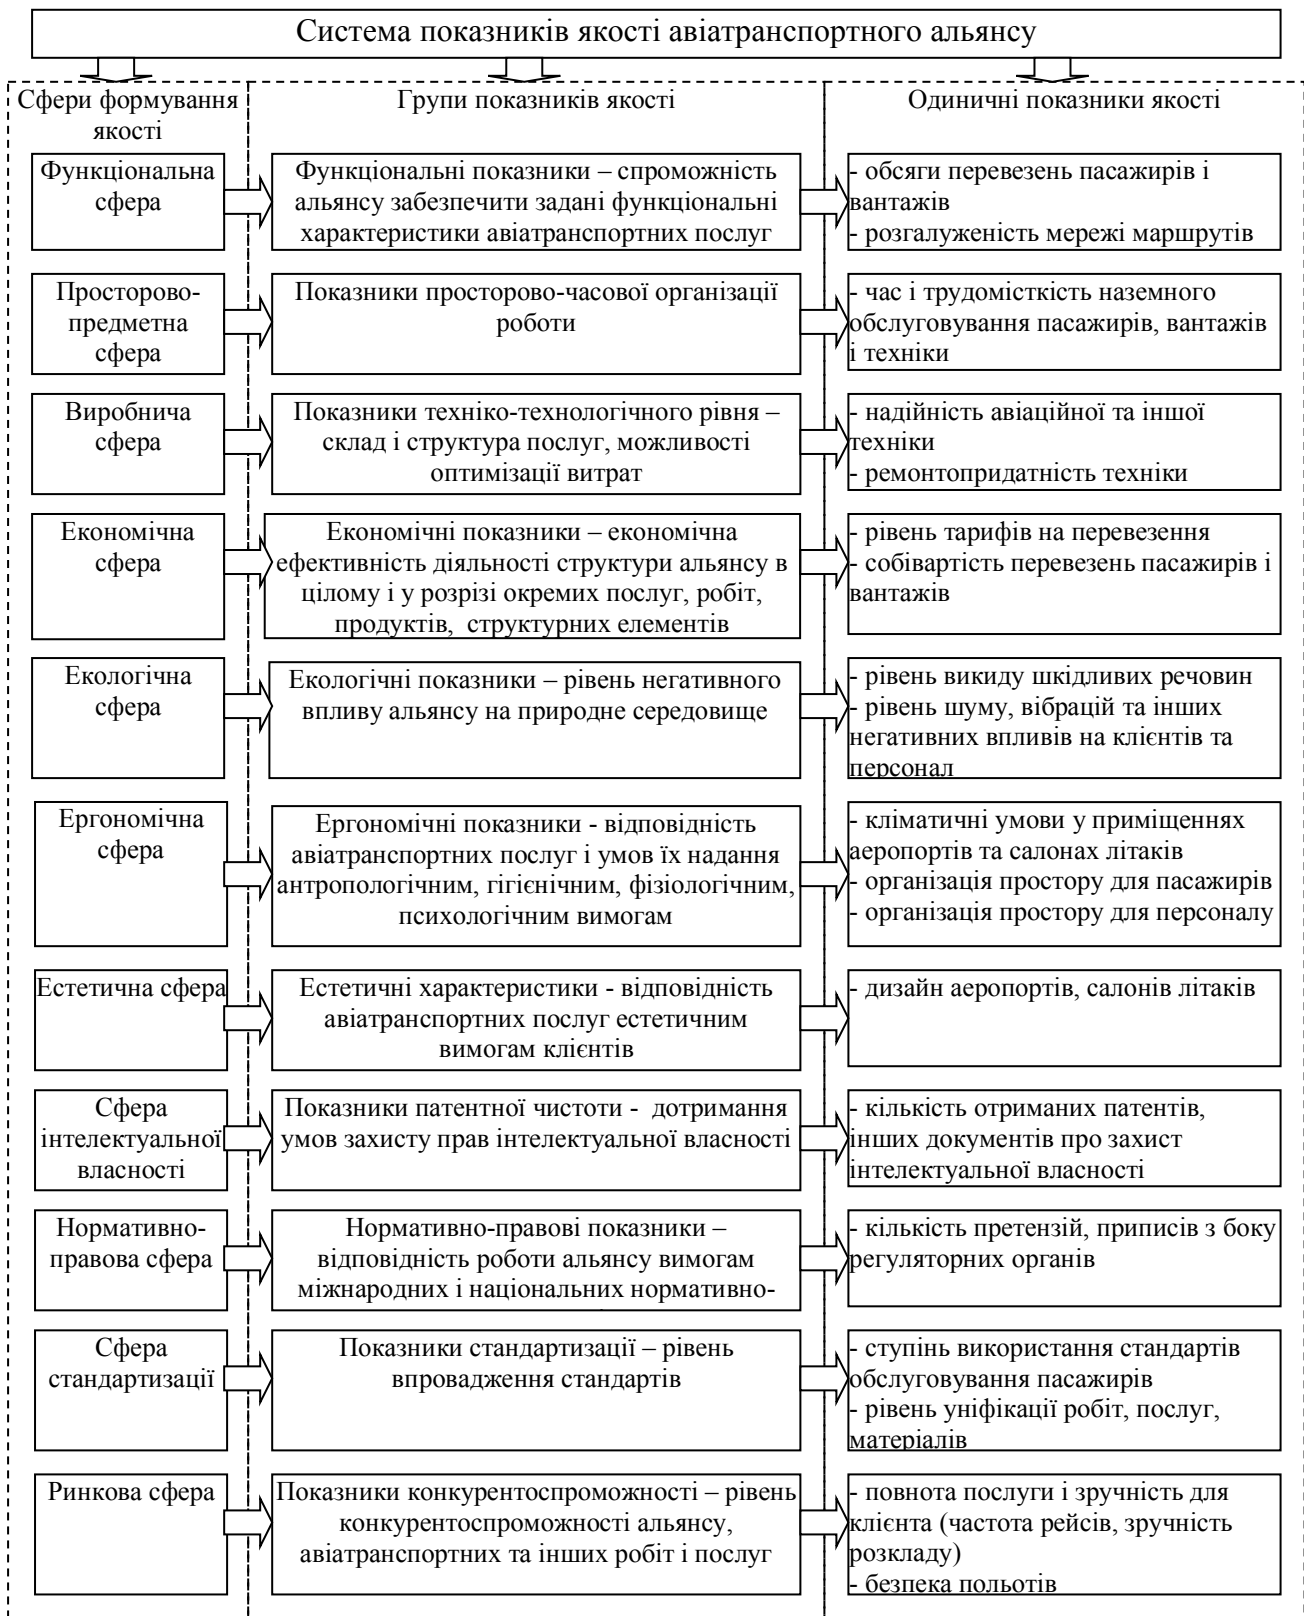 Система показників якості авіатранспортного альянсу
Сфери формування
якості
Групи показників якості
Одиничні показники якості
Функціональна
сфера
Функціональні показники – спроможність
альянсу забезпечити задані функціональні
характеристики авіатранспортних послуг
- обсяги перевезень пасажирів і
вантажів
- розгалуженість мережі маршрутів
Просторово-
предметна
сфера
Показники просторово-часової організації
роботи
- час і трудомісткість наземного
обслуговування пасажирів, вантажів
і техніки
Виробнича
сфера
Показники техніко-технологічного рівня –
склад і структура послуг, можливості
оптимізації витрат
- надійність авіаційної та іншої
техніки
- ремонтопридатність техніки
Економічна
сфера
Економічні показники – економічна
ефективність діяльності структури альянсу в
цілому і у розрізі окремих послуг, робіт,
продуктів, структурних елементів
- рівень тарифів на перевезення
- собівартість перевезень пасажирів і
вантажів
Екологічна
сфера
Екологічні показники – рівень негативного
впливу альянсу на природне середовище
- рівень викиду шкідливих речовин
- рівень шуму, вібрацій та інших
негативних впливів на клієнтів та
персонал
Ергономічна
сфера
Ергономічні показники - відповідність
авіатранспортних послуг і умов їх надання
антропологічним, гігієнічним, фізіологічним,
психологічним вимогам
- кліматичні умови у приміщеннях
аеропортів та салонах літаків
- організація простору для пасажирів
- організація простору для персоналу
Естетична сфера
Естетичні характеристики - відповідність
авіатранспортних послуг естетичним
вимогам клієнтів
- дизайн аеропортів, салонів літаків
Сфера
інтелектуальної
власності
Показники патентної чистоти - дотримання
умов захисту прав інтелектуальної власності
- кількість отриманих патентів,
інших документів про захист
інтелектуальної власності
Нормативно-
правова сфера
Нормативно-правові показники –
відповідність роботи альянсу вимогам
міжнародних і національних нормативно-
- кількість претензій, приписів з боку
регуляторних органів
Сфера
стандартизації
Показники стандартизації – рівень
впровадження стандартів
- ступінь використання стандартів
обслуговування пасажирів
- рівень уніфікації робіт, послуг,
матеріалів
Ринкова сфера
Показники конкурентоспроможності – рівень
конкурентоспроможності альянсу,
авіатранспортних та інших робіт і послуг
- повнота послуги і зручність для
клієнта (частота рейсів, зручність
розкладу)
- безпека польотів